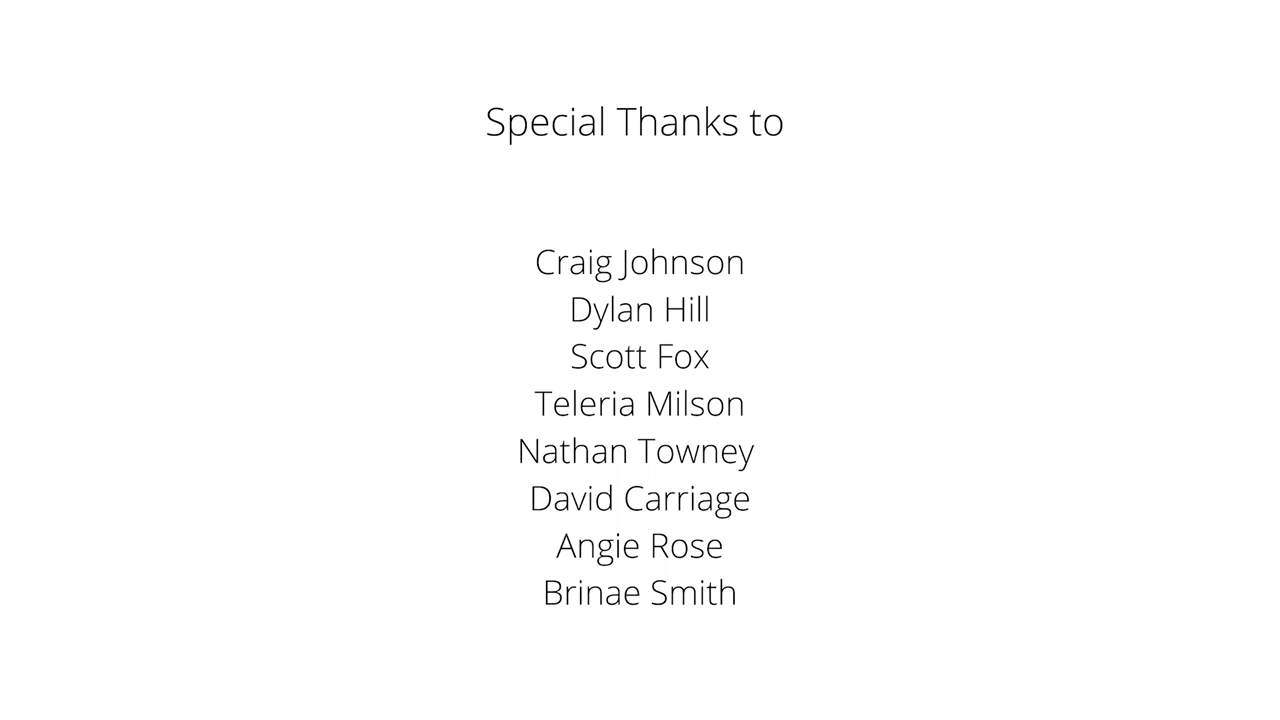 Special Thanks to
Craig Johnson
Dylan Hill
Scott Fox
Teleria Milson
Nathan Towney
David Carriage
Angie Rose
Brinae Smith